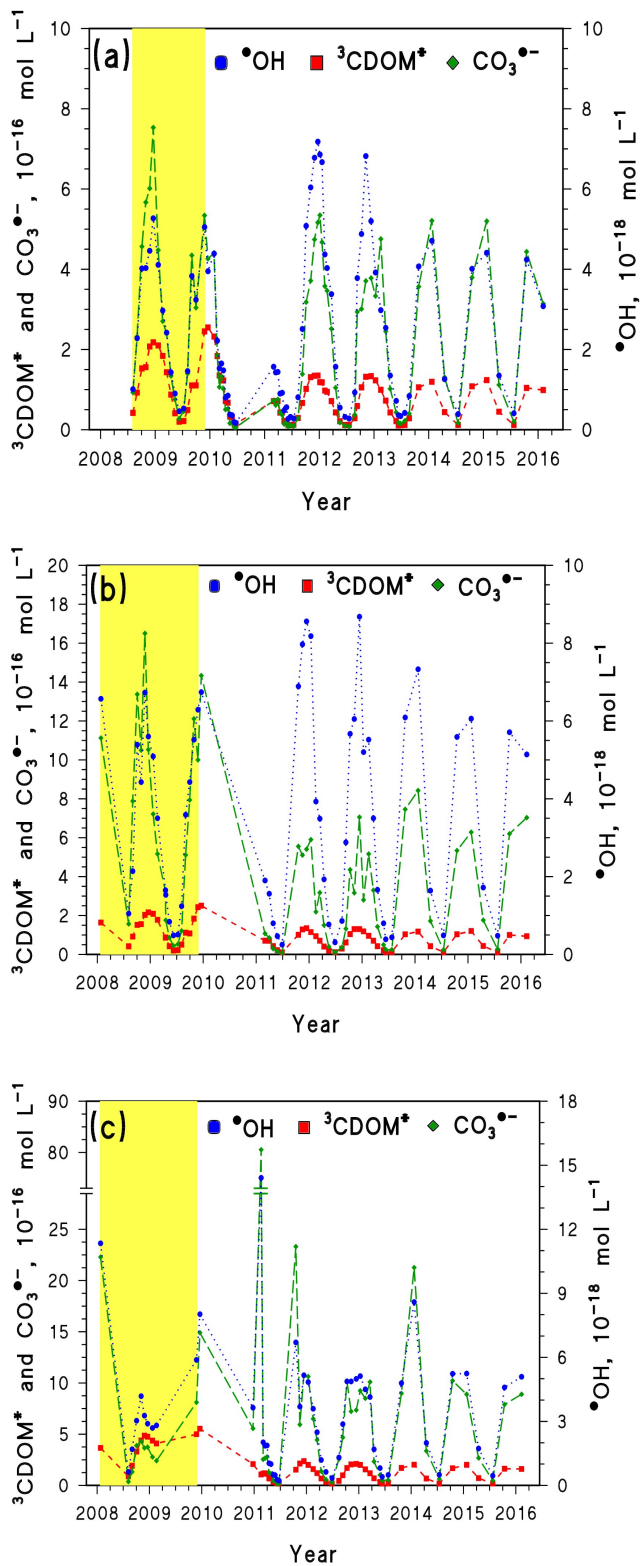 (a) •OH ³CDOM* CO₃•−
³CDOM* and CO₃•−, 10⁻¹⁶ mol L⁻¹
10
8
6
4
2
0
•OH, 10⁻¹⁸ mol L⁻¹
10
8
6
4
2
0
2008 2009 2010 2011 2012 2013 2014 2015 2016
Year
(b) •OH ³CDOM* CO₃•−
³CDOM* and CO₃•−, 10⁻¹⁶ mol L⁻¹
20
18
16
14
12
10
8
6
4
2
0
•OH, 10⁻¹⁸ mol L⁻¹
10
8
6
4
2
0
2008 2009 2010 2011 2012 2013 2014 2015 2016
Year
(c) •OH ³CDOM* CO₃•−
³CDOM* and CO₃•−, 10⁻¹⁶ mol L⁻¹
90
80
25
20
15
10
5
0
•OH, 10⁻¹⁸ mol L⁻¹
18
15
12
9
6
3
0
2008 2009 2010 2011 2012 2013 2014 2015 2016
Year